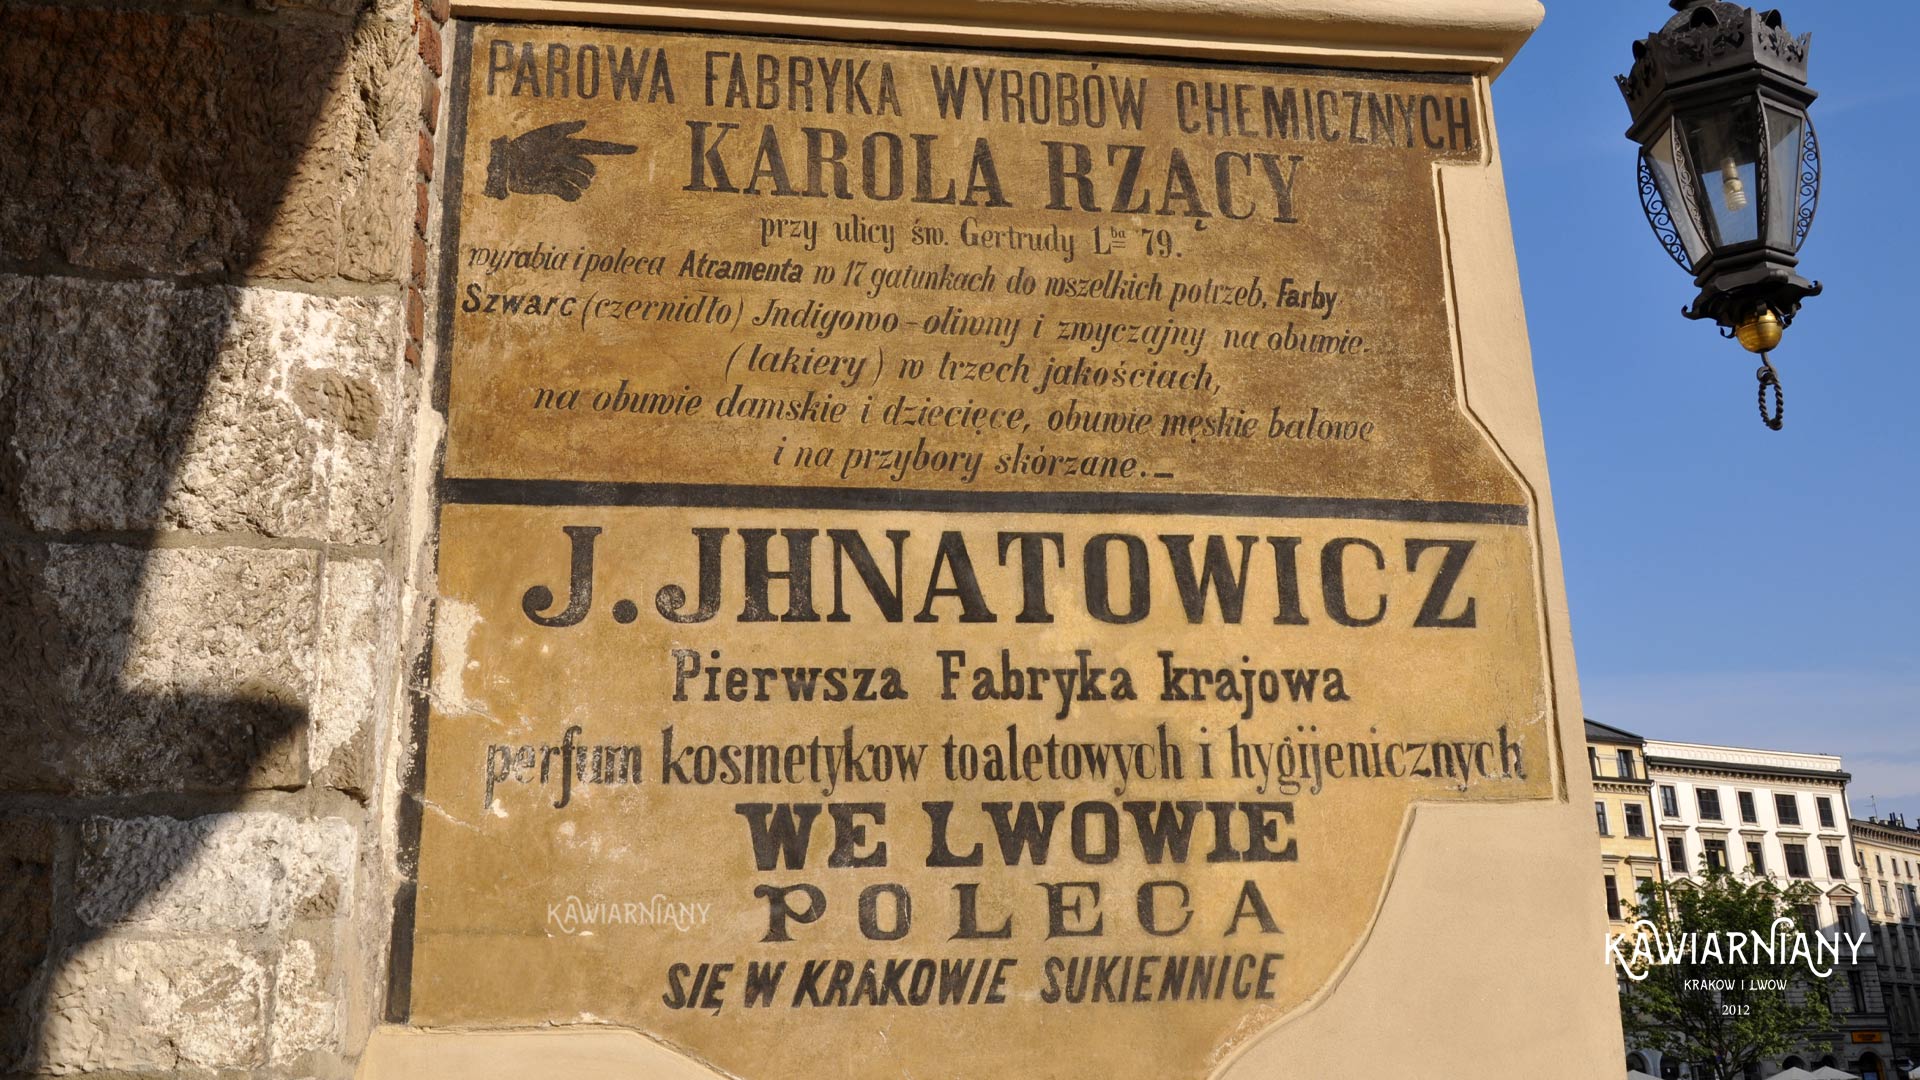 PAROWA FABRYKA WYROBÓW CHEMICZNYCH
KAROLA RZĄCY
przy ulicy św. Gertrudy Lba 79.
wyrabia i poleca Atramenta w 17 gatunkach do wszelkich potrzeb, Farby
Szwarc (czernidło) Indigowo-oliwny i zwyczajny na obuwie.
(lakiery) w trzech jakościach,
na obuwie damskie i dziecięce, obuwie męskie balowe
i na przybory skórzane.—
J. JHNATOWICZ
Pierwsza Fabryka krajowa
perfum kosmetykow toaletowych i hygijenicznych
WE LWOWIE
POLECA
SIĘ W KRAKOWIE SUKIENNICE
KAWIARNIANY
KAWIARNIANY
KRAKOW I LWOW
2012